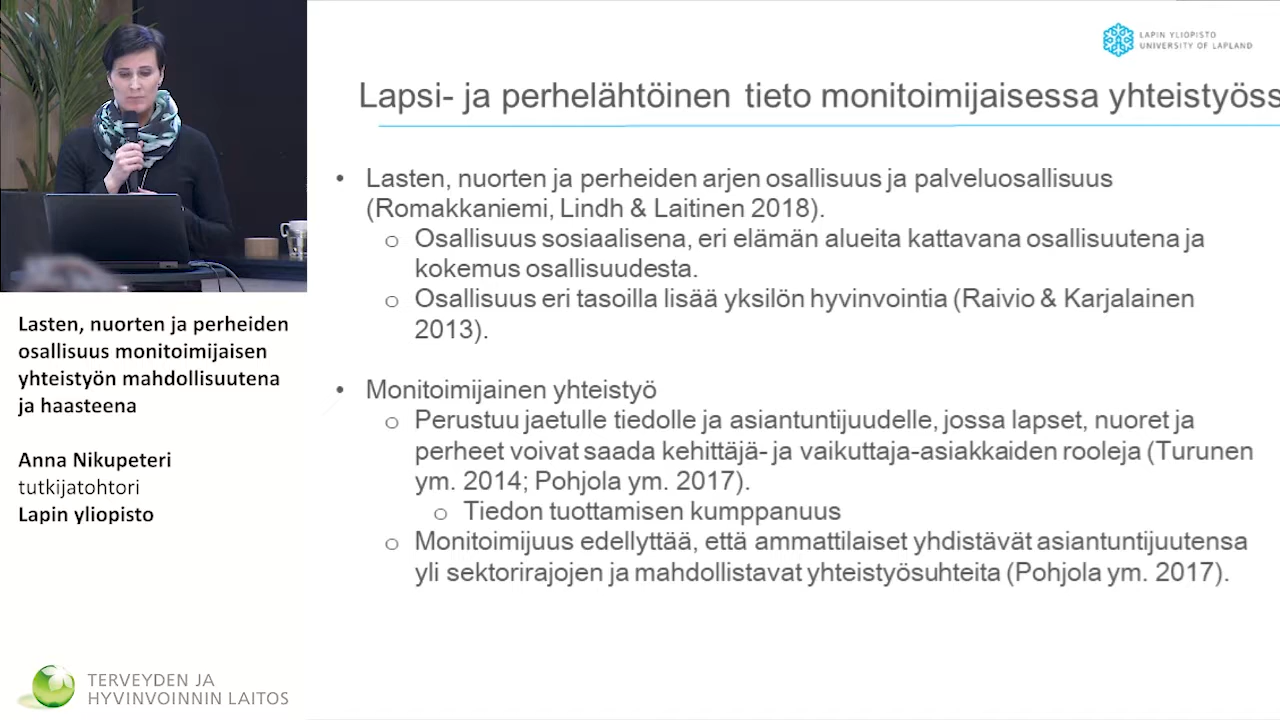 LAPIN YLIOPISTO
UNIVERSITY OF LAPLAND
Lapsi- ja perhelähtöinen tieto monitoimijaisessa yhteistyöss
• Lasten, nuorten ja perheiden arjen osallisuus ja palveluosallisuus
(Romakkaniemi, Lindh & Laitinen 2018).
o Osallisuus sosiaalisena, eri elämän alueita kattavana osallisuutena ja
kokemus osallisuudesta.
o Osallisuus eri tasoilla lisää yksilön hyvinvointia (Raivio & Karjalainen
2013).
• Monitoimijainen yhteistyö
o Perustuu jaetulle tiedolle ja asiantuntijuudelle, jossa lapset, nuoret ja
perheet voivat saada kehittäjä- ja vaikuttaja-asiakkaiden rooleja (Turunen
ym. 2014; Pohjola ym. 2017).
o Tiedon tuottamisen kumppanuus
o Monitoimijuus edellyttää, että ammattilaiset yhdistävät asiantuntijuutensa
yli sektorirajojen ja mahdollistavat yhteistyösuhteita (Pohjola ym. 2017).
Lasten, nuorten ja perheiden
osallisuus monitoimijaisen
yhteistyön mahdollisuutena
ja haasteena
Anna Nikupeteri
tutkijatohtori
Lapin yliopisto
TERVEYDEN JA
HYVINVOINNIN LAITOS